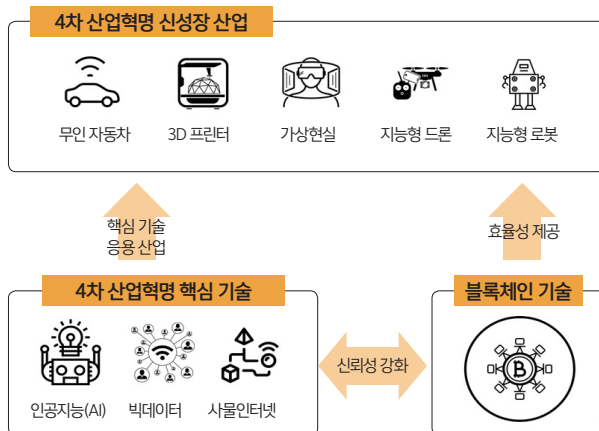 4차 산업혁명 신성장 산업
무인 자동차
3D 프린터
가상현실
지능형 드론
지능형 로봇
핵심 기술
응용 산업
효율성 제공
4차 산업혁명 핵심 기술
블록체인 기술
인공지능(AI)
빅데이터
사물인터넷
신뢰성 강화